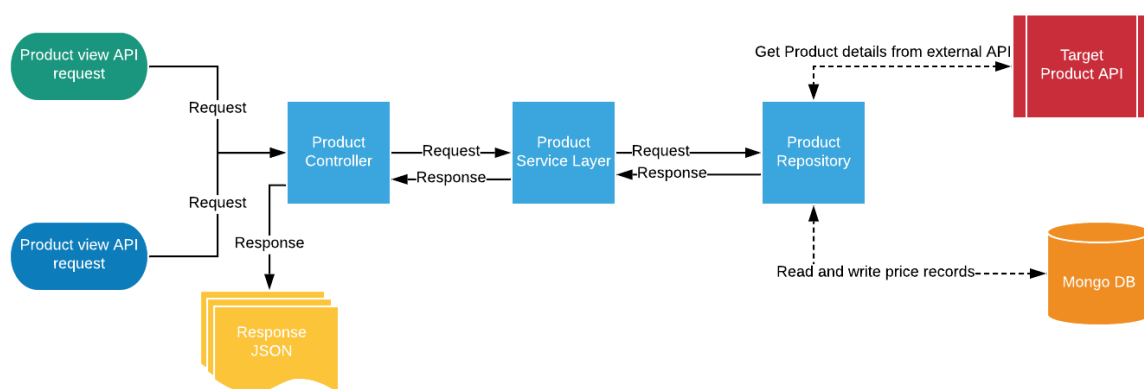 Product view API
request
Request
Request
Product view API
request
Product
Controller
Response
Response
JSON
Request
Response
Product
Service Layer
Request
Response
Product
Repository
Get Product details from external API
Target
Product API
Read and write price records
Mongo DB